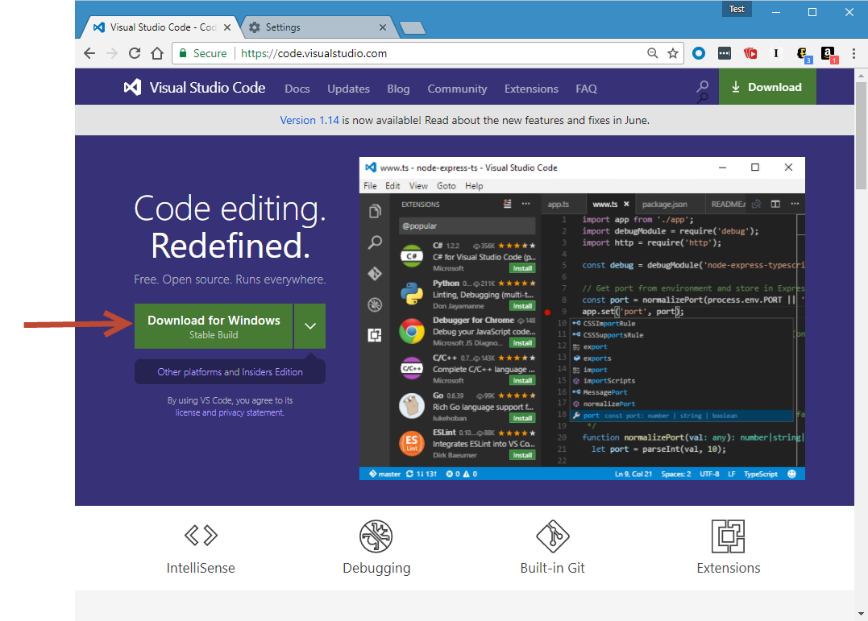 Test
Visual Studio Code - Cod
Settings
Secure
https://code.visualstudio.com
Visual Studio Code
Docs
Updates
Blog
Community
Extensions
FAQ
Download
Version 1.14 is now available! Read about the new features and fixes in June.
Code editing.
Redefined.
Free. Open source. Runs everywhere.
Download for Windows
Stable Build
Other platforms and Insiders Edition
By using VS Code, you agree to its
license and privacy statement.
www.ts - node-express-ts - Visual Studio Code
File Edit View Goto Help
EXTENSIONS
@popular
C# 1.2.2 356K
C# for Visual Studio Code (p...
Microsoft Install
Python 0... 211K
Linting, Debugging (multi-t...
Don Jayamanne Install
Debugger for Chrome 148
Debug your JavaScript code...
Microsoft JS Diagno... Install
C/C++ 0.7... 143K
Complete C/C++ language ...
Microsoft Install
Go 0.6.39 99K
Rich Go language support f...
lukehoban Install
ESLint 0.10... 88K
Integrates ESLint into VS Co...
Dirk Baeumer Install
app.ts www.ts package.json README.
1 import app from './app';
2 import debugModule = require('debug');
3 import http = require('http');
4
5 const debug = debugModule('node-express-typescri
6
7 // Get port from environment and store in Expres
8 const port = normalizePort(process.env.PORT || '
9 app.set('port', port);
10 CSSImportRule
11 CSSSupportsRule
12 export
13 exports
14 import
15 importScripts
16 MessagePort
17 normalizePort
18 port const port: number | string | boolean
19 */
20 function normalizePort(val: any): number|string|
21 let port = parseInt(val, 10);
22
master 1↓ 13↑ 0 0 Ln 9, Col 21 Spaces: 2 UTF-8 LF TypeScript
IntelliSense
Debugging
Built-in Git
Extensions